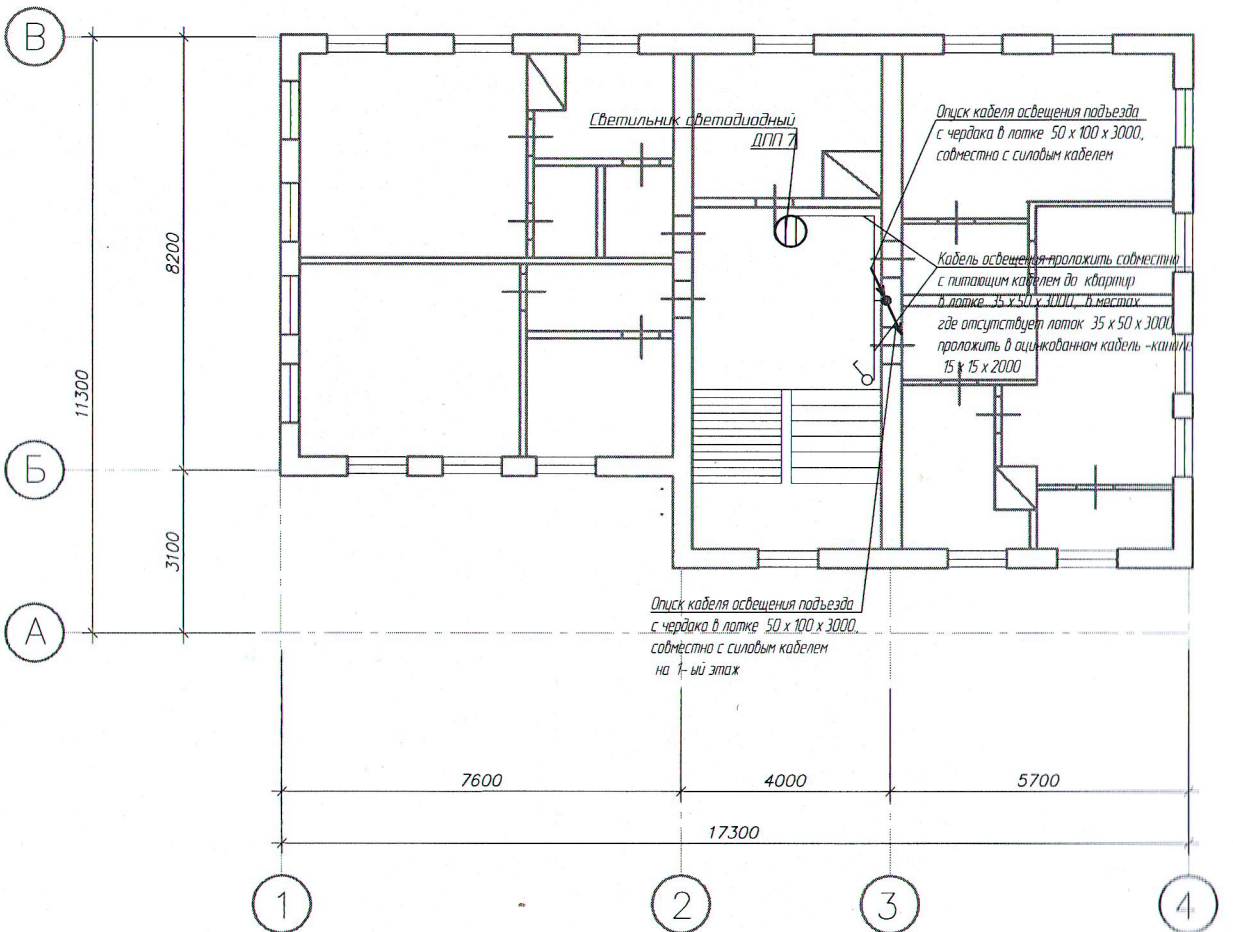 В
Светильник светодиодный
ДПП 7
Опуск кабеля освещения подъезда
с чердака в лотке 50 х 100 х 3000,
совместно с силовым кабелем
8200
Кабель освещения проложить совместно
с питающим кабелем до квартир
в лотке 35 х 50 х 3000, в местах
где отсутствует лоток 35 х 50 х 3000
проложить в оцинкованном кабель -канале
15 х 15 х 2000
11300
Б
3100
Опуск кабеля освещения подъезда
с чердака в лотке 50 х 100 х 3000,
совместно с силовым кабелем
на 1- ый этаж
А
7600
4000
5700
17300
1
2
3
4